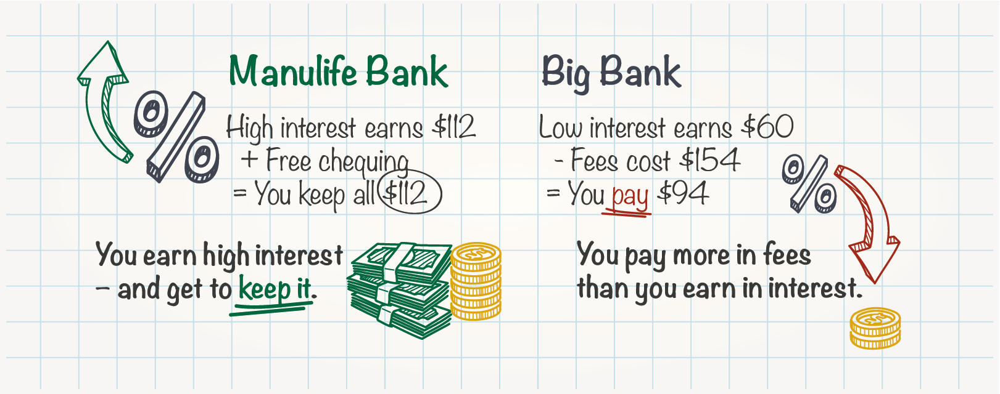 Manulife Bank
High interest earns $112
+ Free chequing
= You keep all $112
You earn high interest
– and get to keep it.
Big Bank
Low interest earns $60
- Fees cost $154
= You pay $94
You pay more in fees
than you earn in interest.